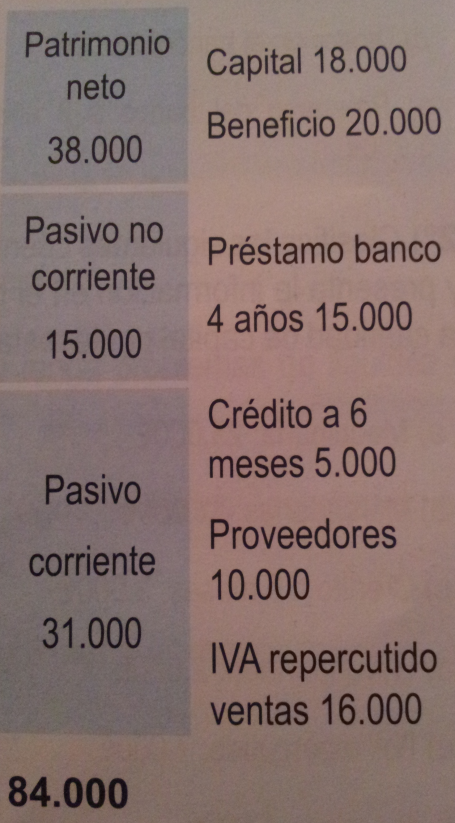 Patrimonio
neto
38.000
Capital 18.000
Beneficio 20.000
Pasivo no
corriente
15.000
Préstamo banco
4 años 15.000
Pasivo
corriente
31.000
Crédito a 6
meses 5.000
Proveedores
10.000
IVA repercutido
ventas 16.000
84.000